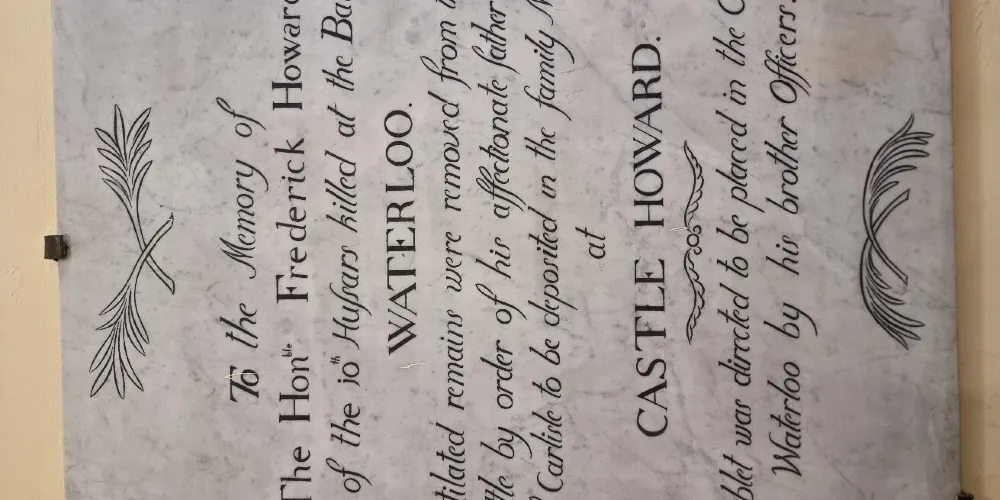 To the Memory of
The Honble Frederick Howard
of the 10th Hussars killed at the
WATERLOO.
remains were removed from
by order of his affectionate father
Carlisle to be deposited in the family
at
CASTLE HOWARD.
was directed to be placed in the
Waterloo by his brother Officers.